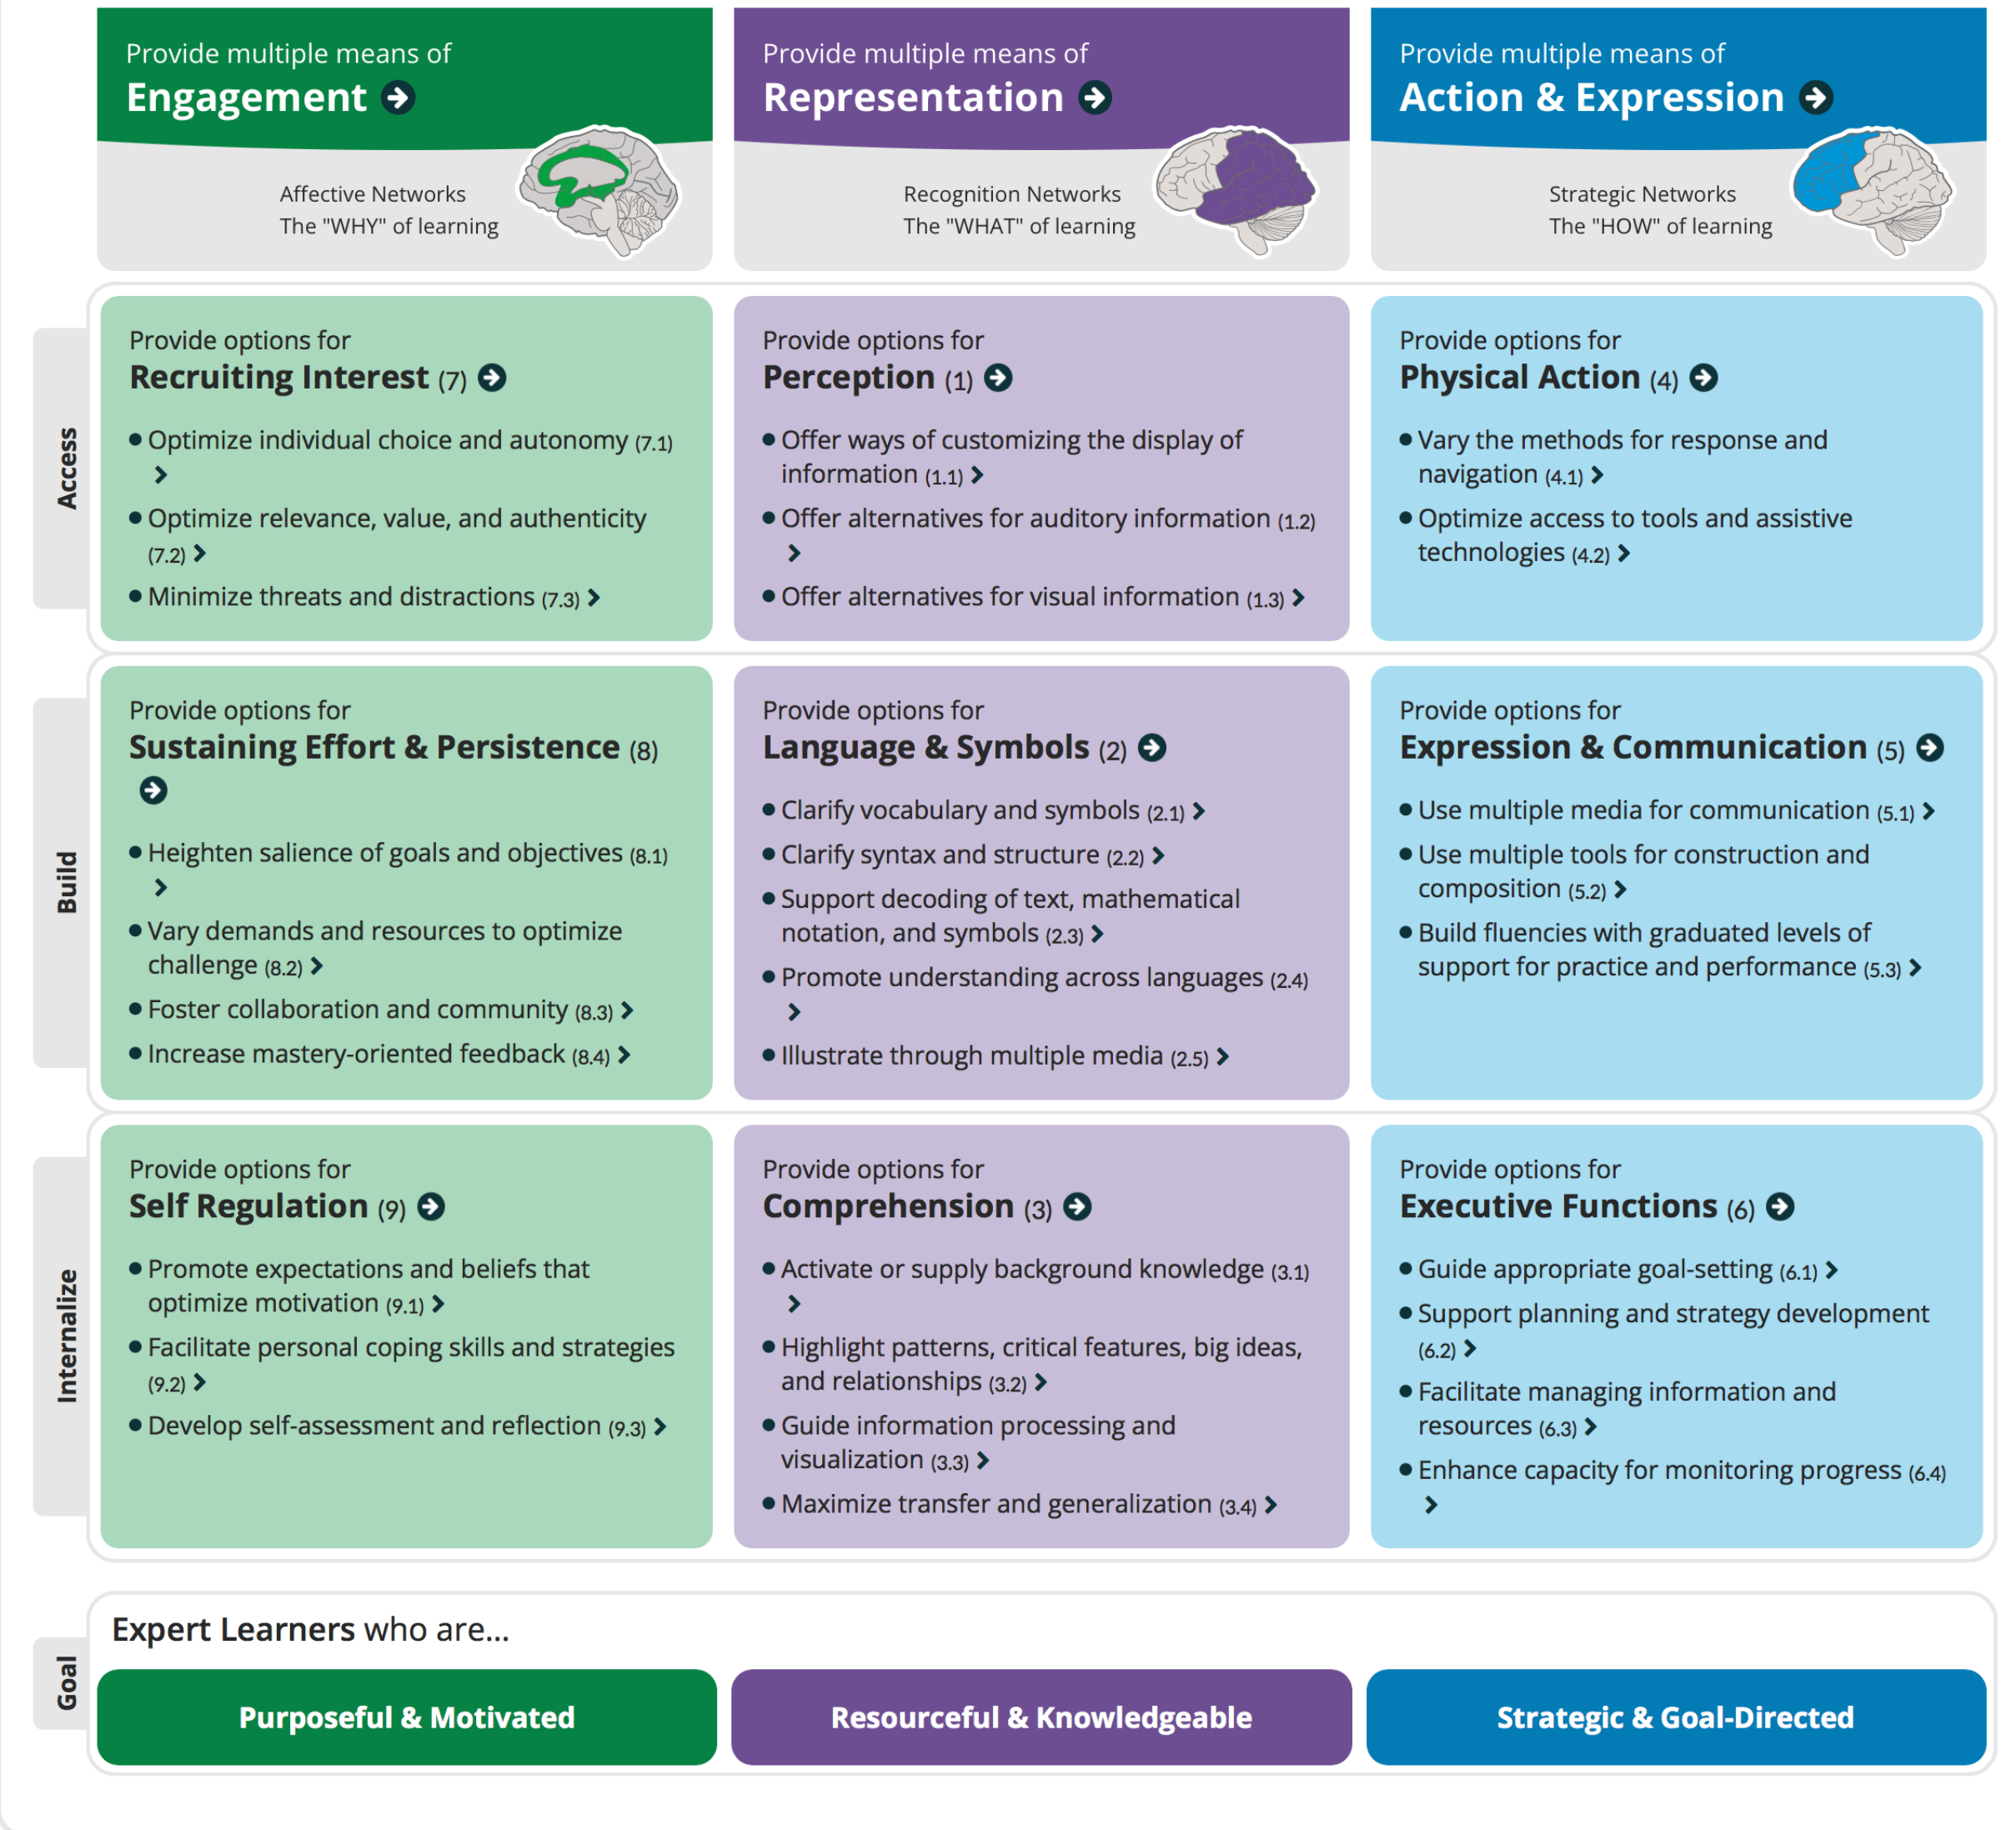 Provide multiple means of
Engagement
Affective Networks
The "WHY" of learning
Provide multiple means of
Representation
Recognition Networks
The "WHAT" of learning
Provide multiple means of
Action & Expression
Strategic Networks
The "HOW" of learning
Access
Provide options for
Recruiting Interest (7)
Optimize individual choice and autonomy (7.1)
Optimize relevance, value, and authenticity
(7.2)
Minimize threats and distractions (7.3)
Provide options for
Perception (1)
Offer ways of customizing the display of
information (1.1)
Offer alternatives for auditory information (1.2)
Offer alternatives for visual information (1.3)
Provide options for
Physical Action (4)
Vary the methods for response and
navigation (4.1)
Optimize access to tools and assistive
technologies (4.2)
Build
Provide options for
Sustaining Effort & Persistence (8)
Heighten salience of goals and objectives (8.1)
Vary demands and resources to optimize
challenge (8.2)
Foster collaboration and community (8.3)
Increase mastery-oriented feedback (8.4)
Provide options for
Language & Symbols (2)
Clarify vocabulary and symbols (2.1)
Clarify syntax and structure (2.2)
Support decoding of text, mathematical
notation, and symbols (2.3)
Promote understanding across languages (2.4)
Illustrate through multiple media (2.5)
Provide options for
Expression & Communication (5)
Use multiple media for communication (5.1)
Use multiple tools for construction and
composition (5.2)
Build fluencies with graduated levels of
support for practice and performance (5.3)
Internalize
Provide options for
Self Regulation (9)
Promote expectations and beliefs that
optimize motivation (9.1)
Facilitate personal coping skills and strategies
(9.2)
Develop self-assessment and reflection (9.3)
Provide options for
Comprehension (3)
Activate or supply background knowledge (3.1)
Highlight patterns, critical features, big ideas,
and relationships (3.2)
Guide information processing and
visualization (3.3)
Maximize transfer and generalization (3.4)
Provide options for
Executive Functions (6)
Guide appropriate goal-setting (6.1)
Support planning and strategy development
(6.2)
Facilitate managing information and
resources (6.3)
Enhance capacity for monitoring progress (6.4)
Goal
Expert Learners who are...
Purposeful & Motivated
Resourceful & Knowledgeable
Strategic & Goal-Directed